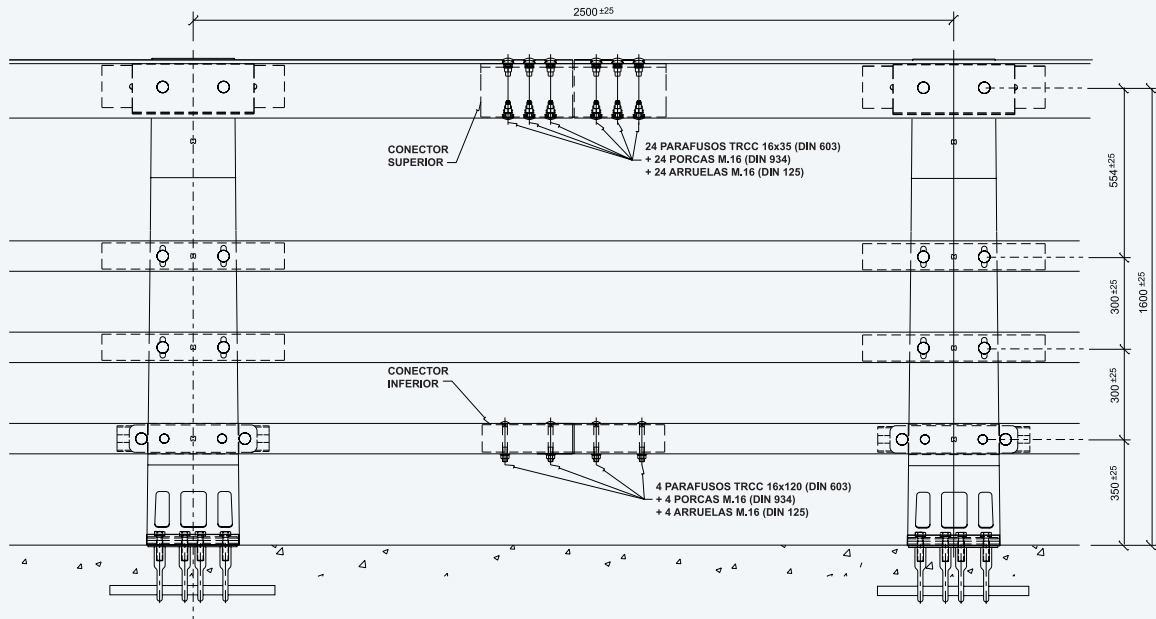 2500±25
CONECTOR
SUPERIOR
24 PARAFUSOS TRCC 16x35 (DIN 603)
+ 24 PORCAS M.16 (DIN 934)
+ 24 ARRUELAS M.16 (DIN 125)
554±25
300±25
1600±25
CONECTOR
INFERIOR
300±25
4 PARAFUSOS TRCC 16x120 (DIN 603)
+ 4 PORCAS M.16 (DIN 934)
+ 4 ARRUELAS M.16 (DIN 125)
350±25